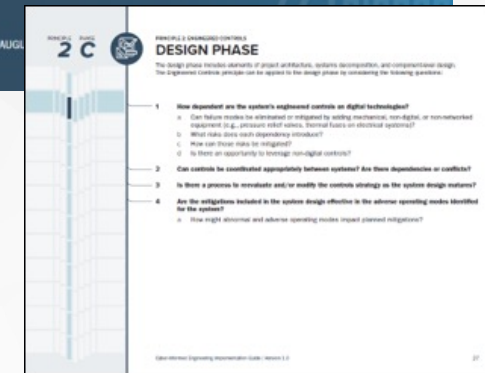 AUGU
PRINCIPLE PHASE
2 C
PRINCIPLE 2: ENGINEERED CONTROLS
DESIGN PHASE
The design phase includes elements of project architecture, systems decomposition, and componential design.
The Engineered Controls principle can be applied to the design phase by considering the following questions:
1 How dependent are the system's engineered controls on digital technologies?
a Can failure modes be eliminated or mitigated by adding mechanical, non-digital, or non-networked
equipment (e.g., pressure relief valves, thermal fuses on electrical systems)?
b What risks does each dependency introduce?
c How can those risks be mitigated?
d Is there an opportunity to leverage non-digital controls?
2 Can controls be coordinated appropriately between systems? Are there dependencies or conflicts?
3 Is there a process to reevaluate and/or modify the controls strategy as the system design matures?
4 Are the mitigations included in the system design effective in the adverse operating modes identified
for the system?
a How might abnormal and adverse operating modes impact planned mitigations?
Cyber-Informed Engineering Implementation Guide | Version 1.0
27